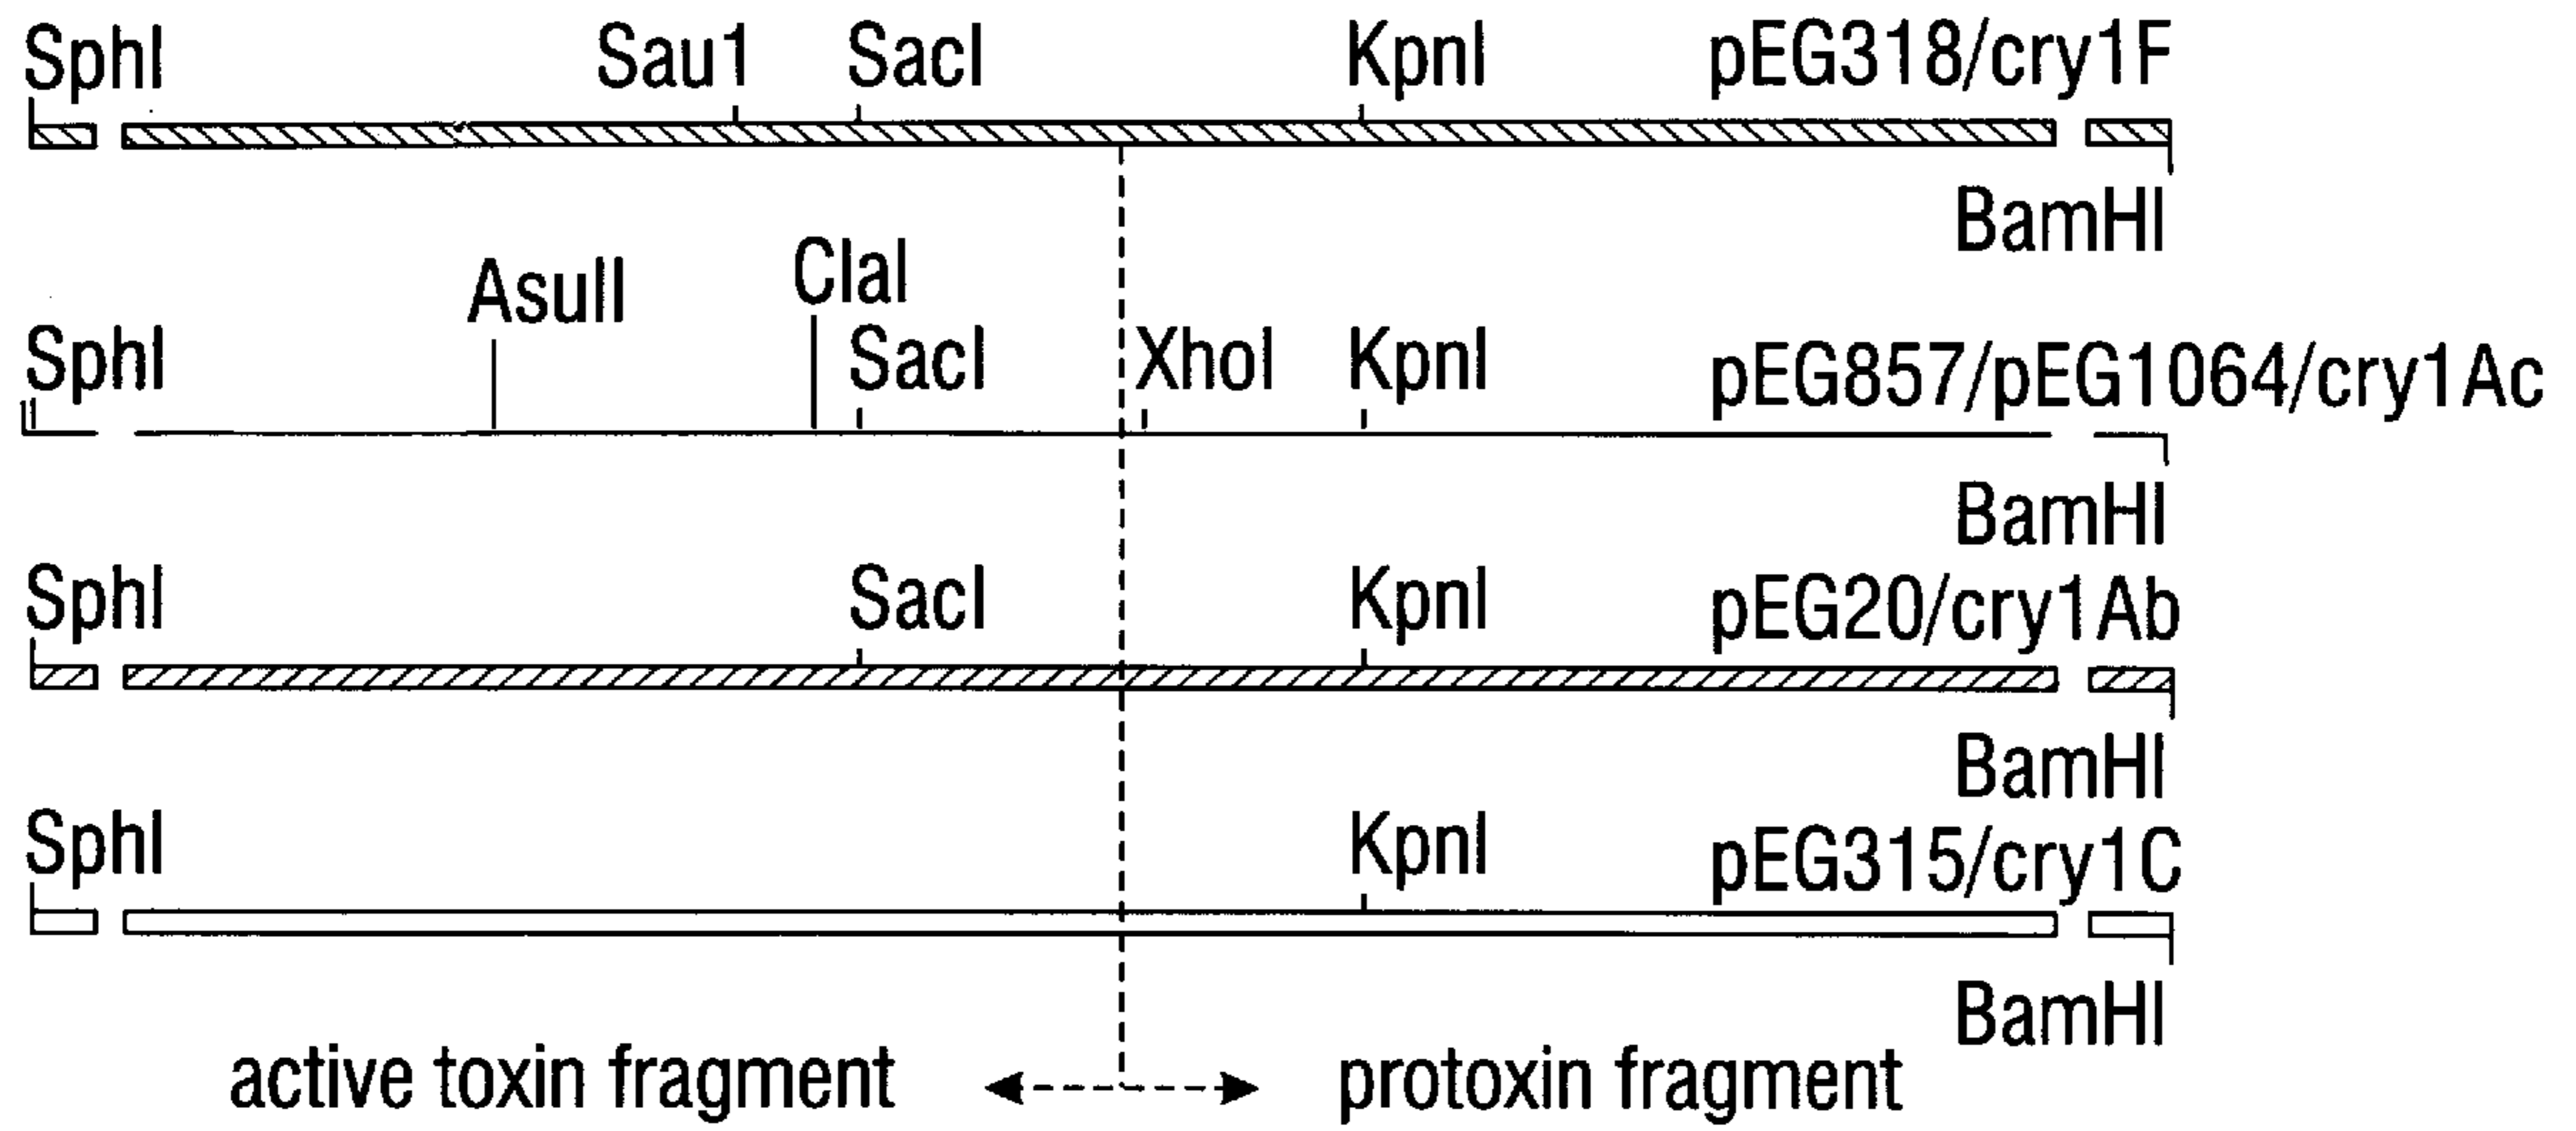 SphI Sau1 SacI KpnI pEG318/cry1F
BamHI
AsuII ClaI
SphI SacI XhoI KpnI pEG857/pEG1064/cry1Ac
BamHI
SphI SacI KpnI pEG20/cry1Ab
BamHI
SphI KpnI pEG315/cry1C
BamHI
active toxin fragment protoxin fragment